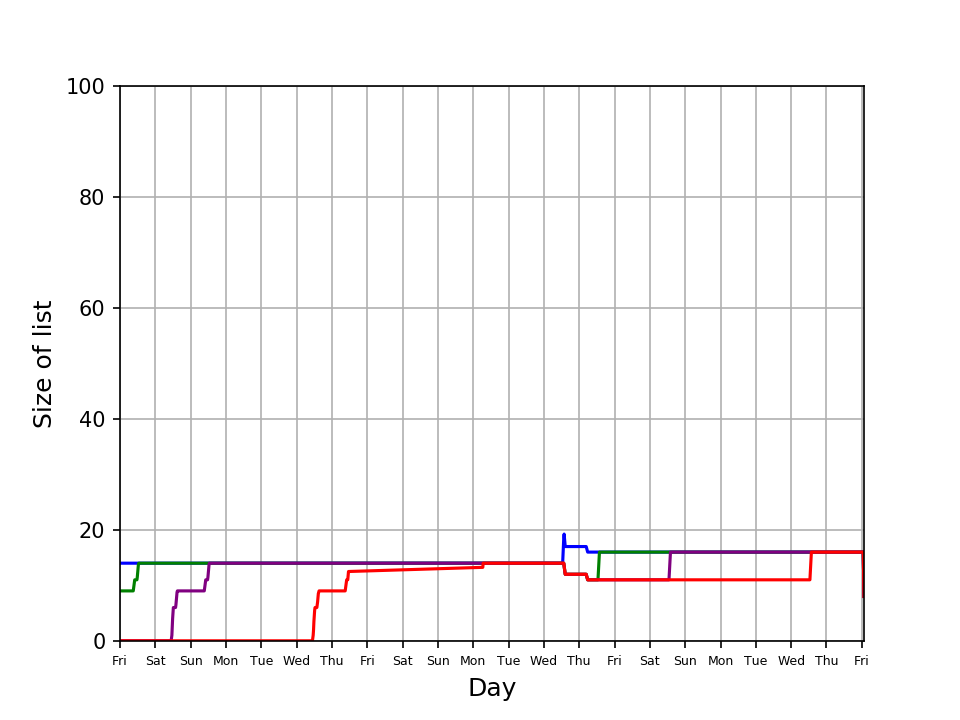 100
80
60
40
20
0
Size of list
Fri Sat Sun Mon Tue Wed Thu Fri Sat Sun Mon Tue Wed Thu Fri Sat Sun Mon Tue Wed Thu Fri
Day